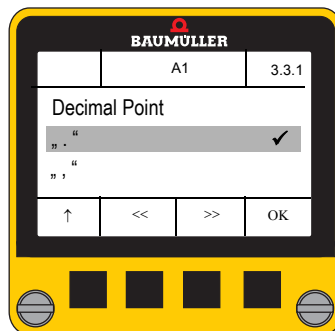 BAUMÜLLER
A1 3.3.1
Decimal Point
„ . “ ✓
„ , “
↑ << >> OK